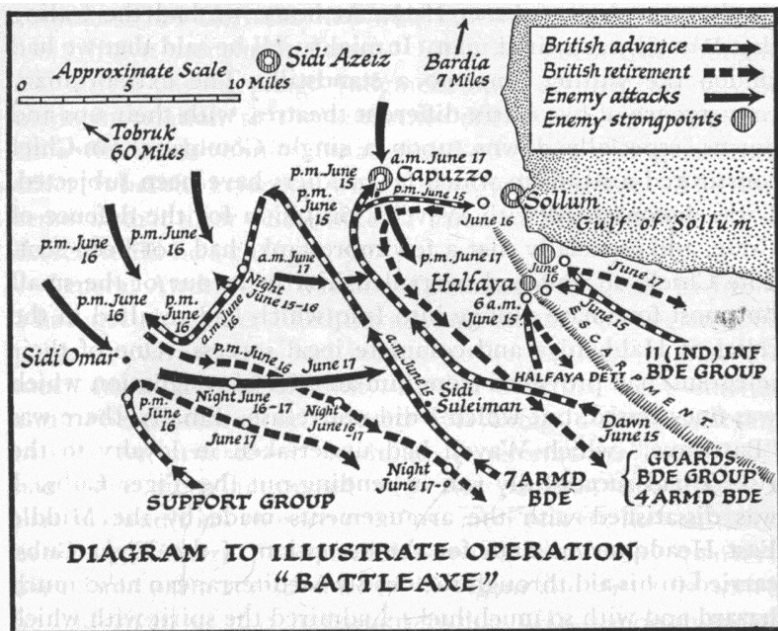 Sidi Azeiz
Bardia
7 Miles
British advance
British retirement
Enemy attacks
Enemy strongpoints
Approximate Scale
0 5 10 Miles
Tobruk
60 Miles
a.m. June 17
Capuzzo
p.m. June
15
p.m.
June
15
p.m. June 15
June 16
Sollum
Gulf of Sollum
p.m. June
16
p.m. June
16
p.m. June
16
p.m.
June
16
a.m. June
17
Night
June 15-16
a.m. June
16
p.m. June 17
Halfaya
6 a.m.
June 15
June
16
June 17
June 15
ESCARPMENT
11 (IND) INF
BDE GROUP
Sidi Omar
p.m. June 16
June 17
a.m. June 15
Sidi
Suleiman
HALFAYA DETT.
p.m.
June
Night June
16-17
Night
June
16-17
June 17
Dawn
June 15
SUPPORT GROUP
Night
June 17-18
7 ARMD
BDE
GUARDS
BDE GROUP
4 ARMD BDE
DIAGRAM TO ILLUSTRATE OPERATION
"BATTLEAXE"